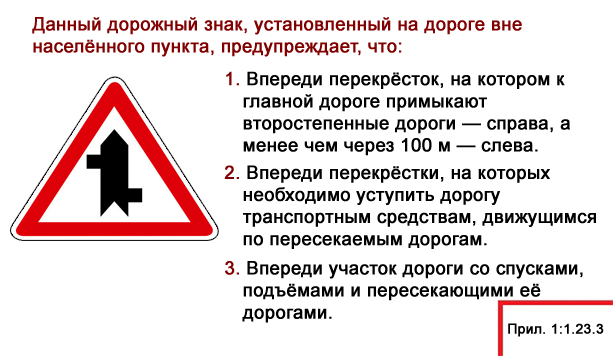 Данный дорожный знак, установленный на дороге вне
населённого пункта, предупреждает, что:
1. Впереди перекрёсток, на котором к
главной дороге примыкают
второстепенные дороги — справа, а
менее чем через 100 м — слева.
2. Впереди перекрёстки, на которых
необходимо уступить дорогу
транспортным средствам, движущимся
по пересекаемым дорогам.
3. Впереди участок дороги со спусками,
подъёмами и пересекающими её
дорогами.
Прил. 1:1.23.3